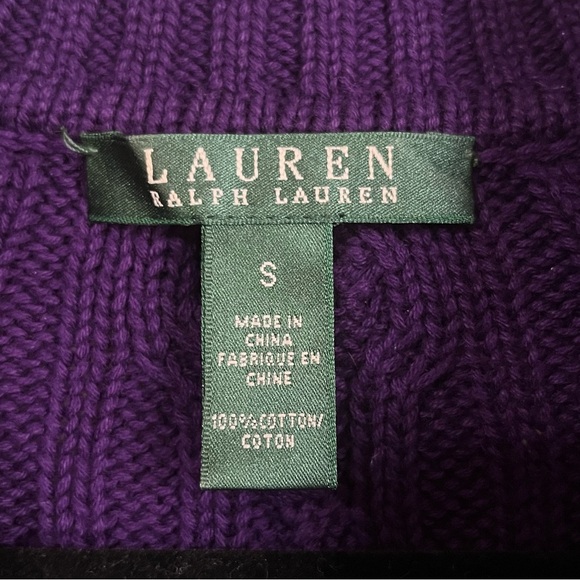 LAUREN
RALPH LAUREN
S
MADE IN
CHINA
FABRIQUE EN
CHINE
100% COTTON/
COTON